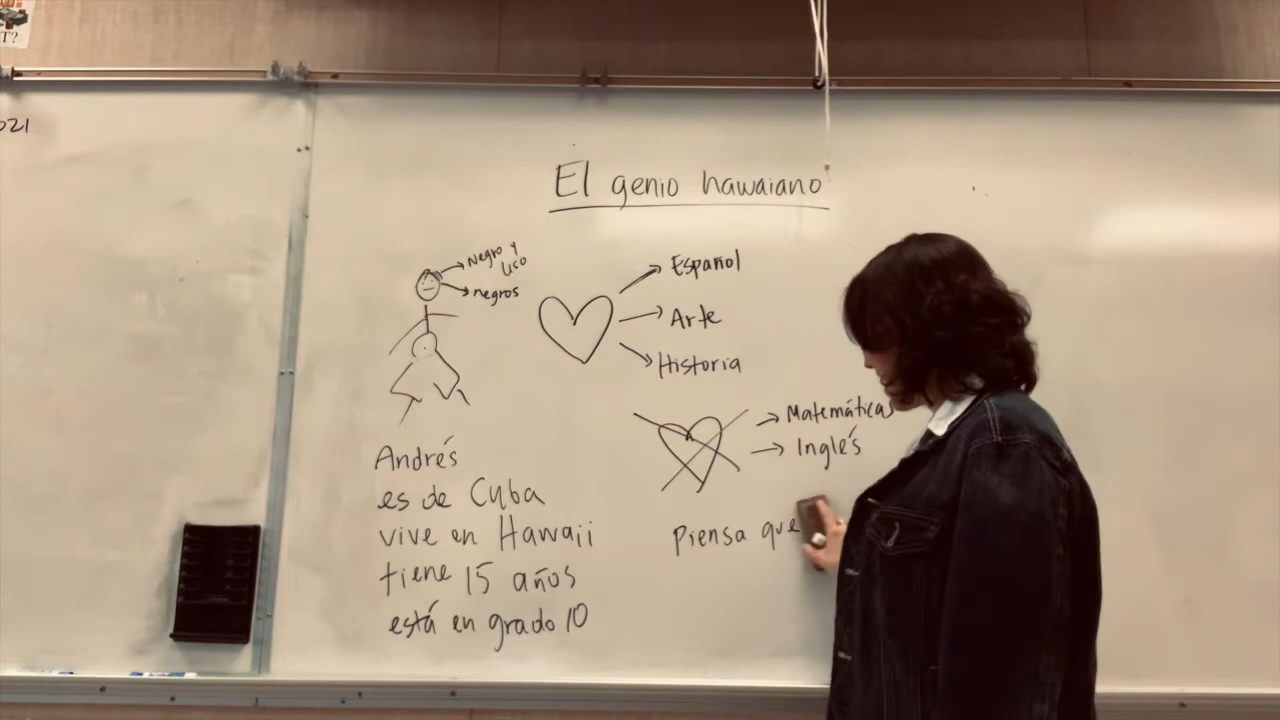 T?
021
El genio hawaiano
Negro y
liso
negros
Español
Arte
Historia
Matemáticas
Inglés
Piensa que
Andrés
es de Cuba
vive en Hawaii
tiene 15 años
está en grado 10